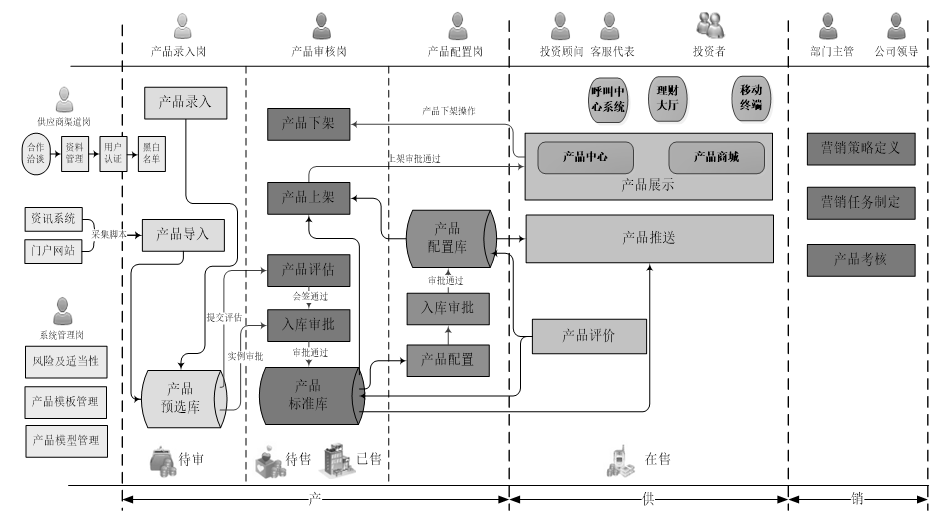 产品录入岗
产品审核岗
产品配置岗
投资顾问
客服代表
投资者
部门主管
公司领导
供应商渠道岗
合作
洽谈
资料
管理
用户
认证
黑白
名单
资讯系统
门户网站
采集脚本
系统管理岗
风险及适当性
产品模板管理
产品模型管理
产品录入
产品导入
提交评估
实例审批
产品
预选库
待审
产品下架
产品上架
产品评估
会签通过
入库审批
审批通过
产品
标准库
待售
已售
产品下架操作
上架审批通过
产品
配置库
审批通过
入库审批
产品配置
呼叫中
心系统
理财
大厅
移动
终端
产品中心
产品商城
产品展示
产品推送
产品评价
在售
营销策略定义
营销任务制定
产品考核
产
供
销